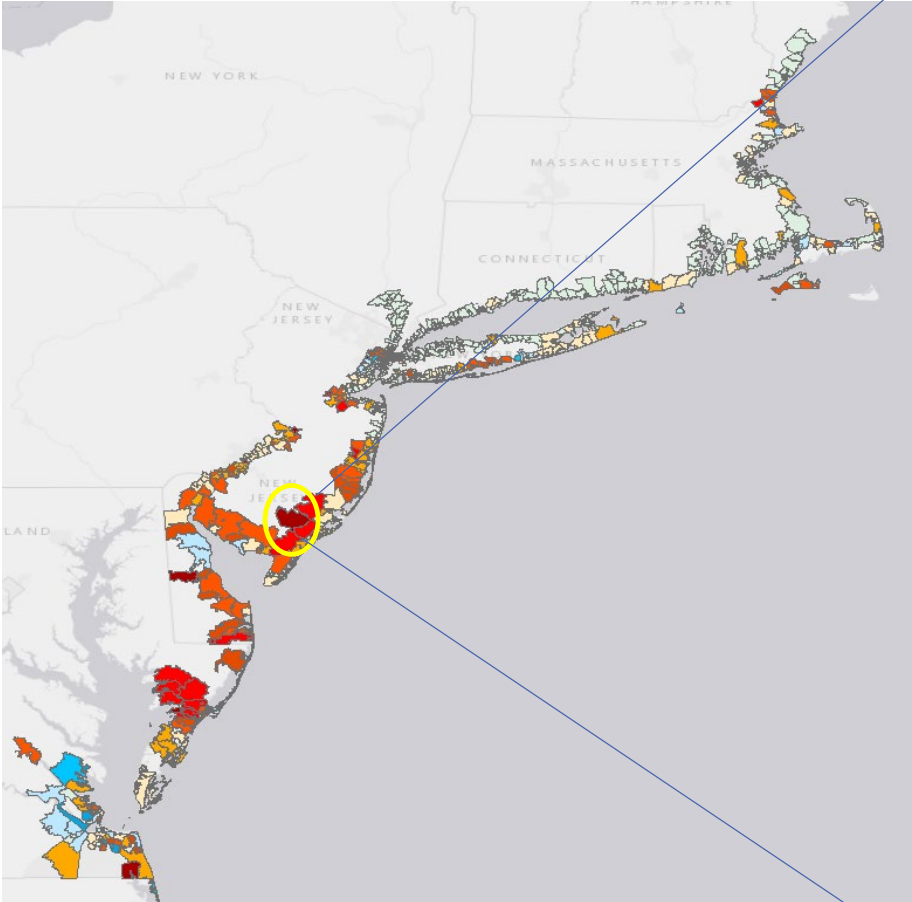 HAMPSHIRE
NEW YORK
MASSACHUSETTS
CONNECTICUT
NEW
JERSEY
NEW
JERSEY
LAND